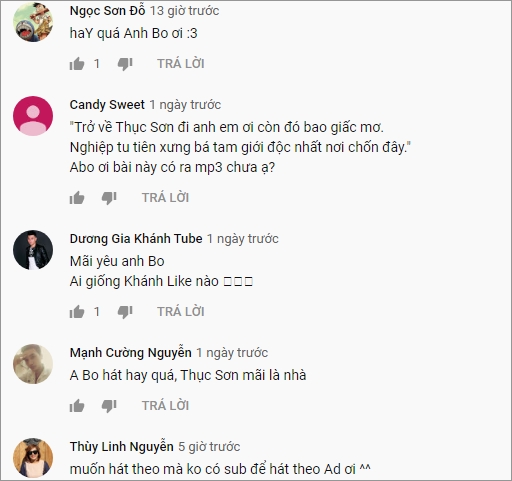 Ngọc Sơn Đỗ 13 giờ trước
haY quá Anh Bo ơi :3
1 TRẢ LỜI
Candy Sweet 1 ngày trước
"Trở về Thục Sơn đi anh em ơi còn đó bao giấc mơ.
Nghiệp tu tiên xưng bá tam giới độc nhất nơi chốn đây."
Abo ơi bài này có ra mp3 chưa ạ?
TRẢ LỜI
Dương Gia Khánh Tube 1 ngày trước
Mãi yêu anh Bo
Ai giống Khánh Like nào □□□
1 TRẢ LỜI
Mạnh Cường Nguyễn 1 ngày trước
A Bo hát hay quá, Thục Sơn mãi là nhà
TRẢ LỜI
Thùy Linh Nguyễn 5 giờ trước
muốn hát theo mà ko có sub để hát theo Ad ơi ^^